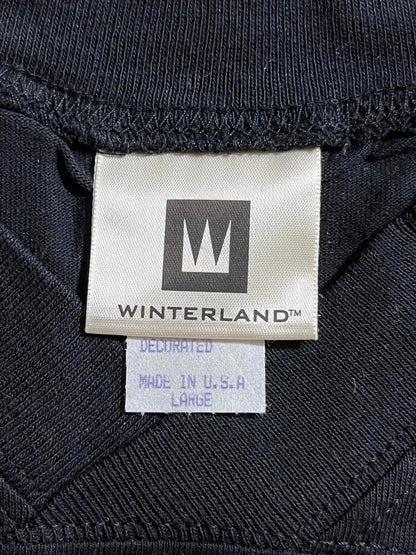 W
WINTERLAND™
DECORATED
MADE IN U.S.A
LARGE